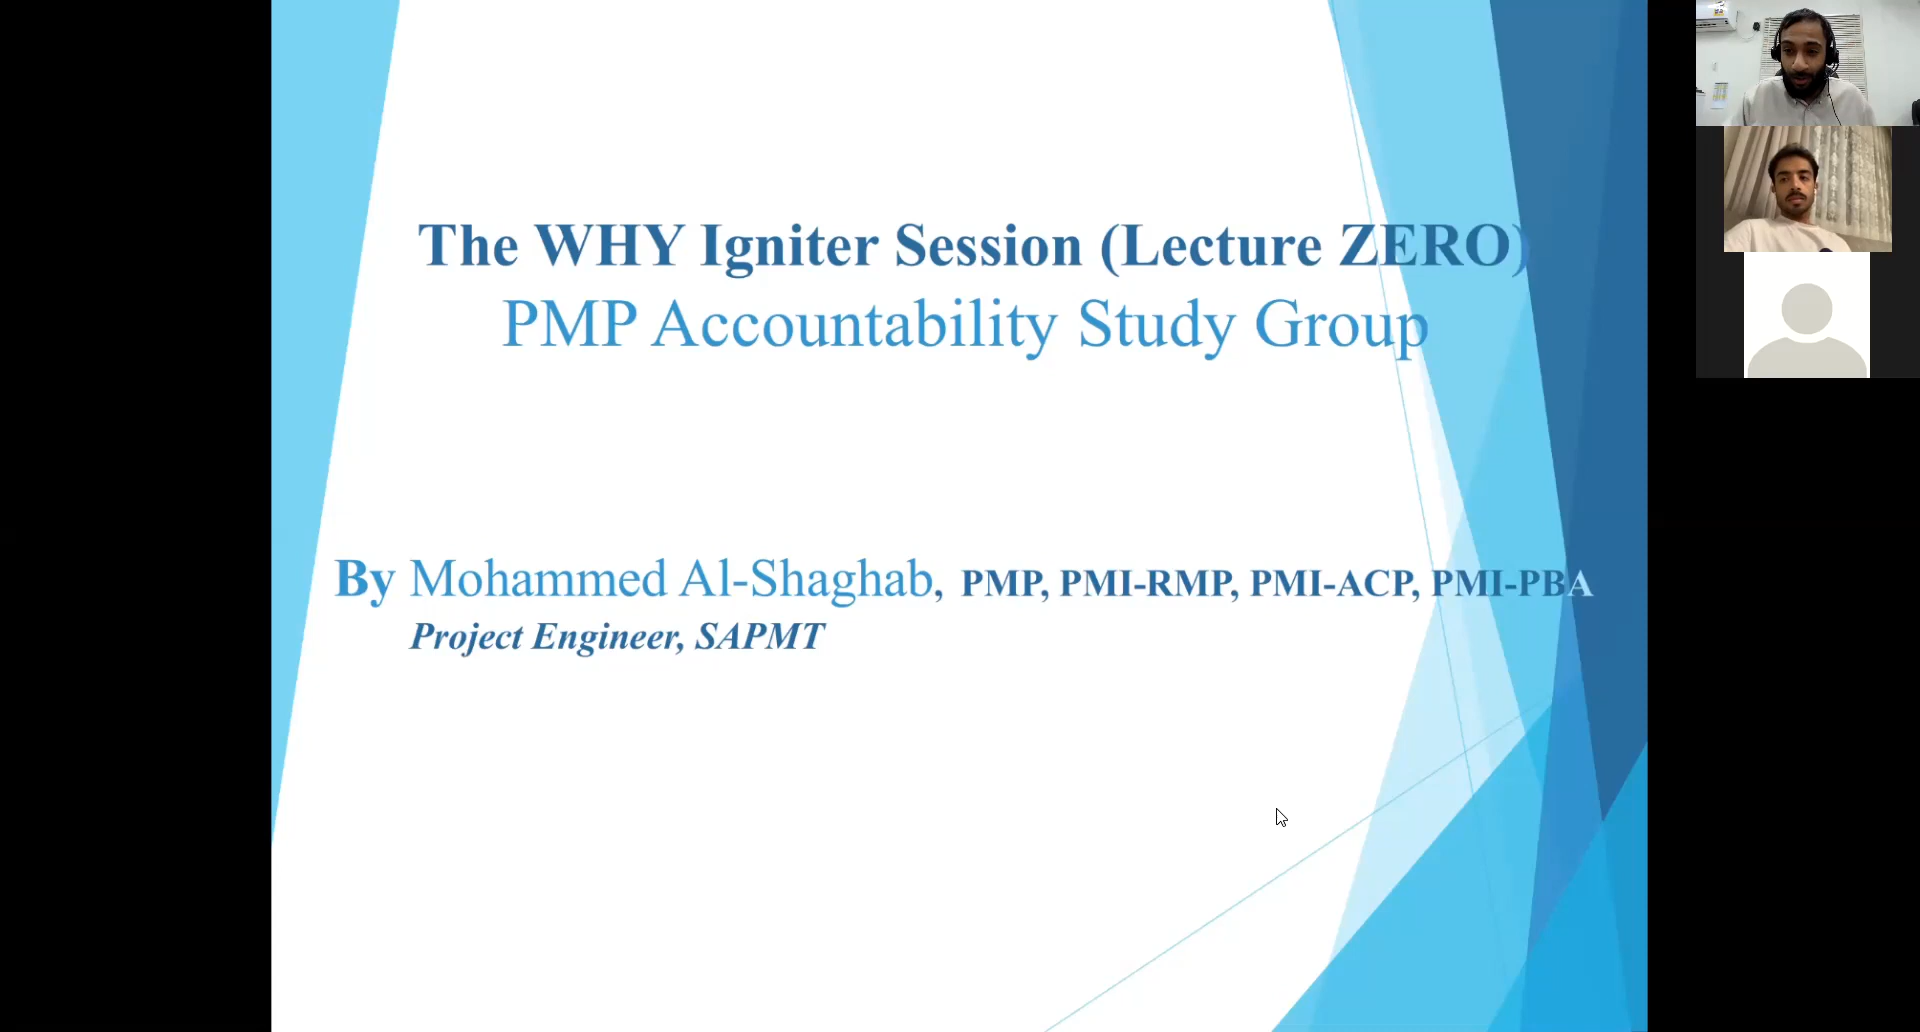 The WHY Igniter Session (Lecture ZERO)
PMP Accountability Study Group
By Mohammed Al-Shaghab, PMP, PMI-RMP, PMI-ACP, PMI-PBA
Project Engineer, SAPMT